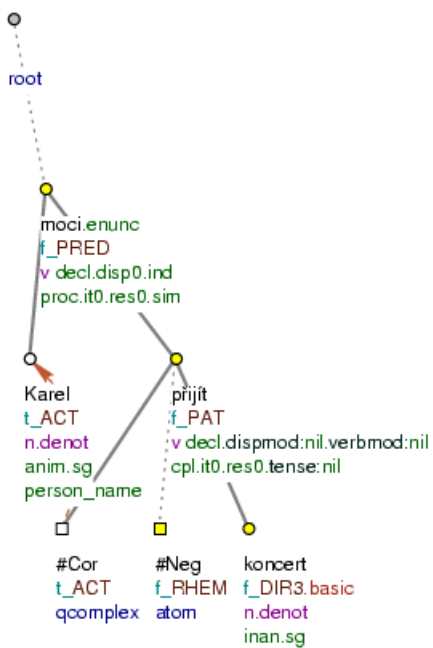 root
moci.enunc
f_PRED
v decl.disp0.ind
proc.it0.res0.sim
Karel
t_ACT
n.denot
anim.sg
person_name
přijít
f_PAT
v decl.dispmod:nil.verbmod:nil
cpl.it0.res0.tense:nil
#Cor
t_ACT
qcomplex
#Neg
f_RHEM
atom
koncert
f_DIR3.basic
n.denot
inan.sg